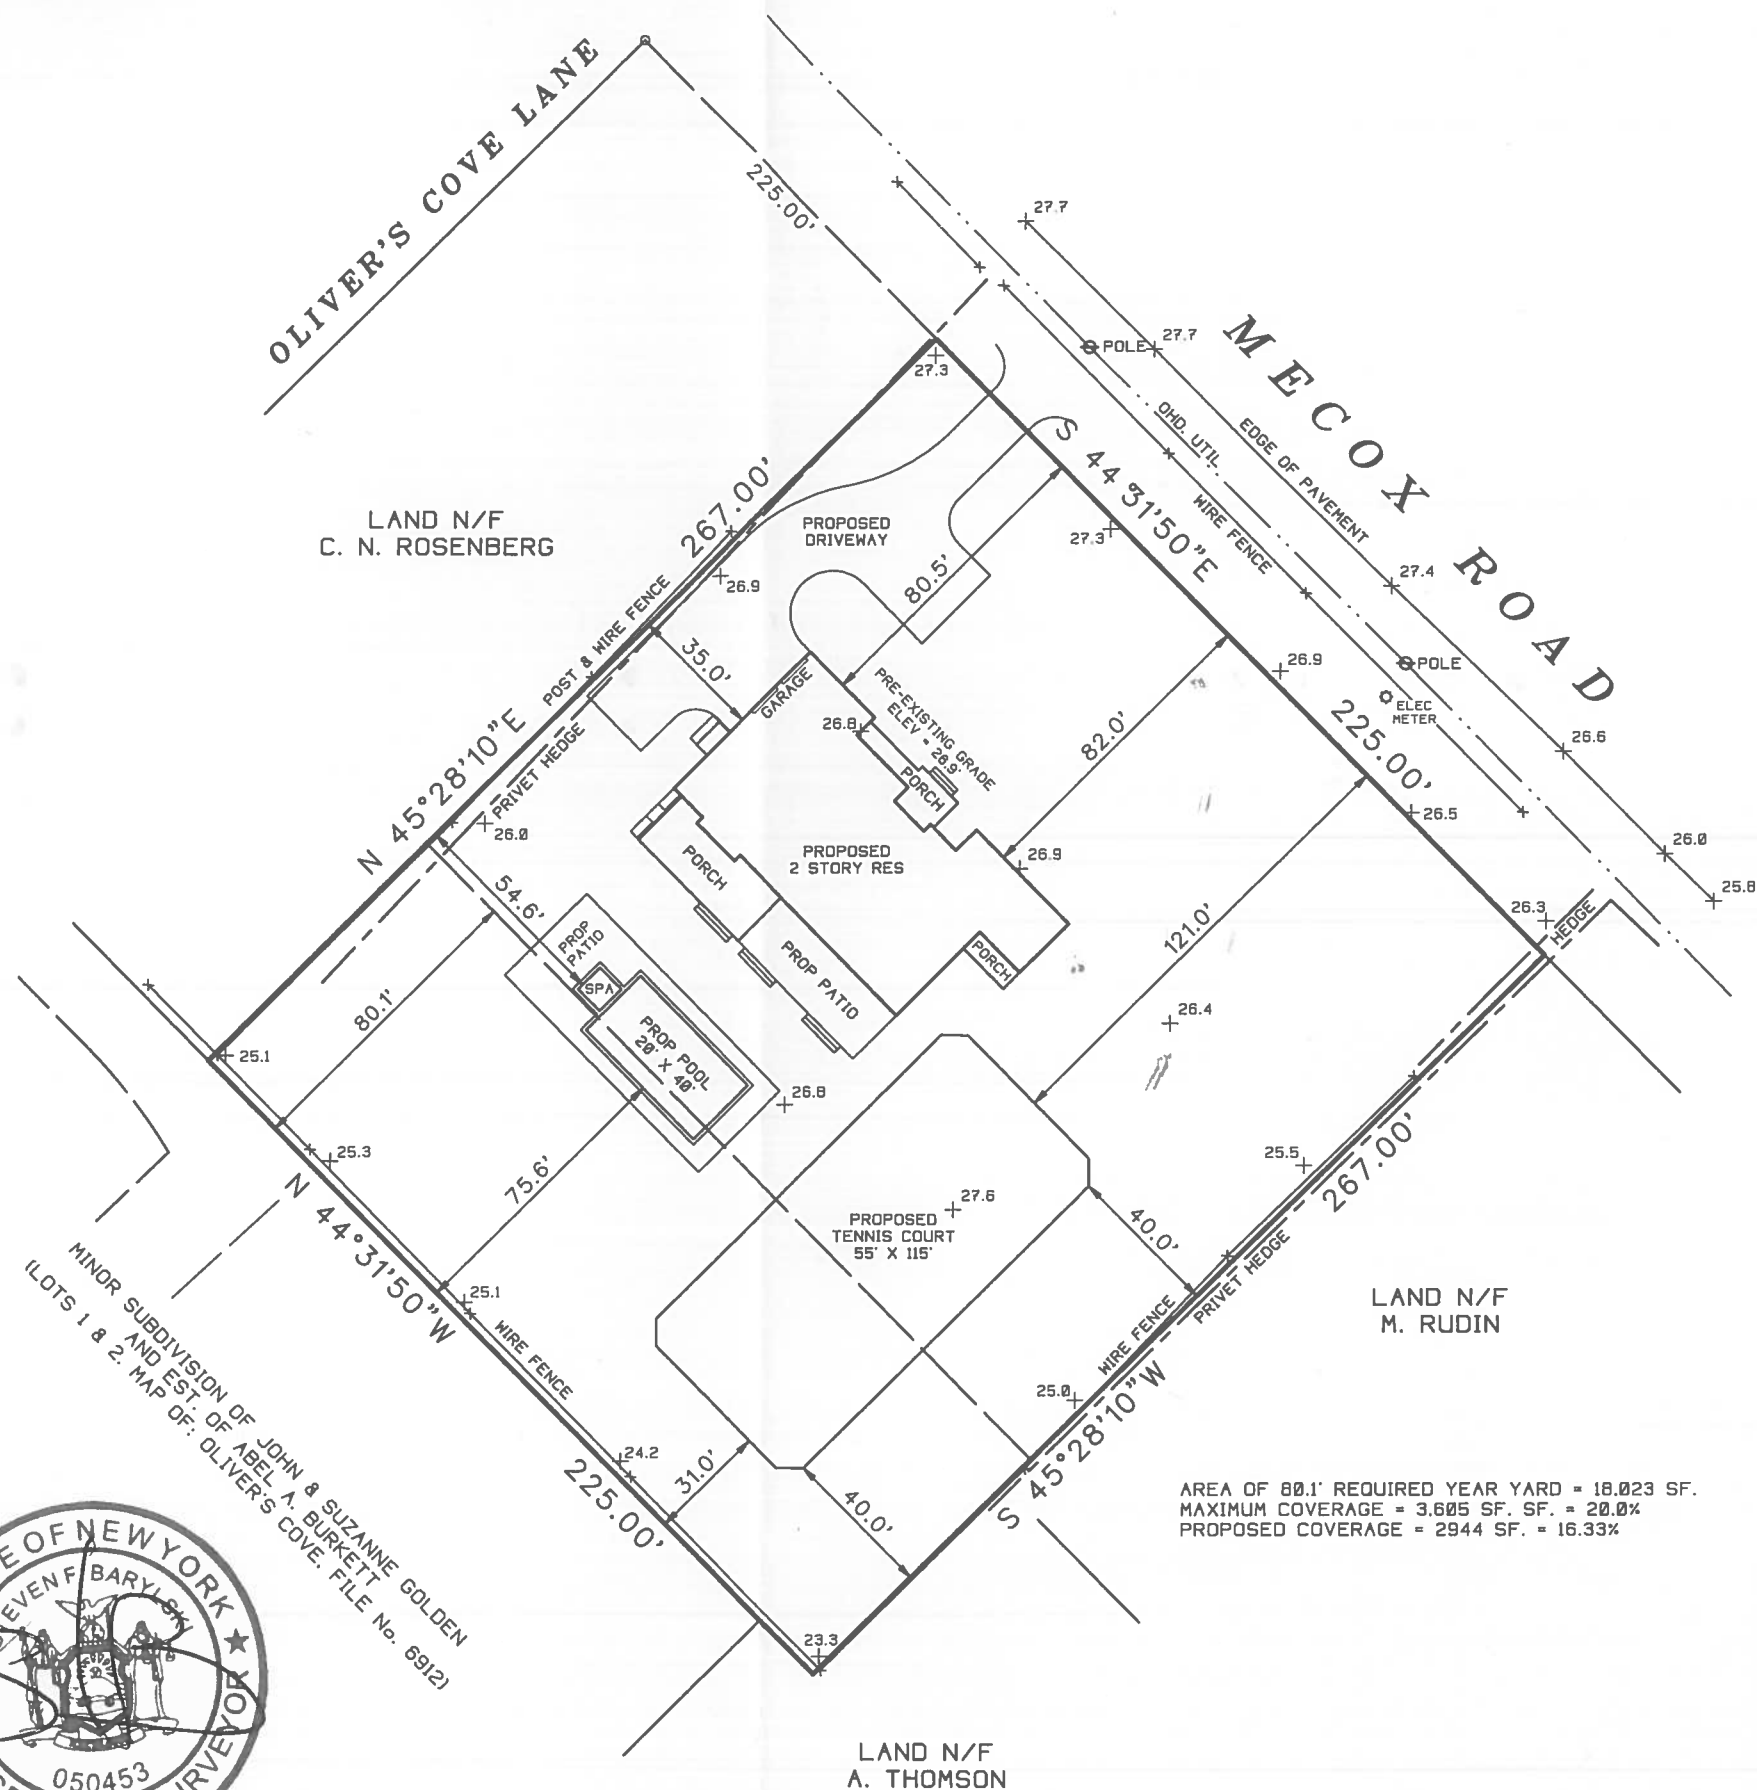 OLIVER'S COVE LANE
225.00'
27.7
MECOX ROAD
POLE
27.7
27.3
OHD. UTIL.
EDGE OF PAVEMENT
WIRE FENCE
S 44°31'50"E
225.00'
27.3
27.4
LAND N/F
C. N. ROSENBERG
267.00'
PROPOSED
DRIVEWAY
80.5'
26.9
POST & WIRE FENCE
35.0'
GARAGE
26.8
PRE-EXISTING GRADE
ELEV = 26.9'
PORCH
82.0'
26.9
POLE
ELEC
METER
26.6
N 45°28'10"E
PRIVET HEDGE
26.0
26.5
26.0
25.8
PORCH
PROPOSED
2 STORY RES
26.9
54.6'
PROP
PATIO
SPA
PROP PATIO
PORCH
121.0'
26.3
HEDGE
80.1'
25.1
PROP POOL
20' X 40'
26.4
26.8
25.3
75.6'
25.5
267.00'
27.6
PROPOSED
TENNIS COURT
55' X 115'
40.0'
N 44°31'50"W
25.1
WIRE FENCE
PRIVET HEDGE
WIRE FENCE
LAND N/F
M. RUDIN
25.0
S 45°28'10"W
MINOR SUBDIVISION OF JOHN & SUZANNE GOLDEN
AND EST. OF ABEL A. BURKETT
(LOTS 1 & 2, MAP OF: OLIVER'S COVE, FILE No. 6912)
24.2
225.00'
31.0'
40.0'
AREA OF 80.1' REQUIRED YEAR YARD = 18,023 SF.
MAXIMUM COVERAGE = 3,605 SF. SF. = 20.0%
PROPOSED COVERAGE = 2944 SF. = 16.33%
23.3
E OF NEW YORK
EVEN F. BARYLSKI
050453
LAND N/F
A. THOMSON